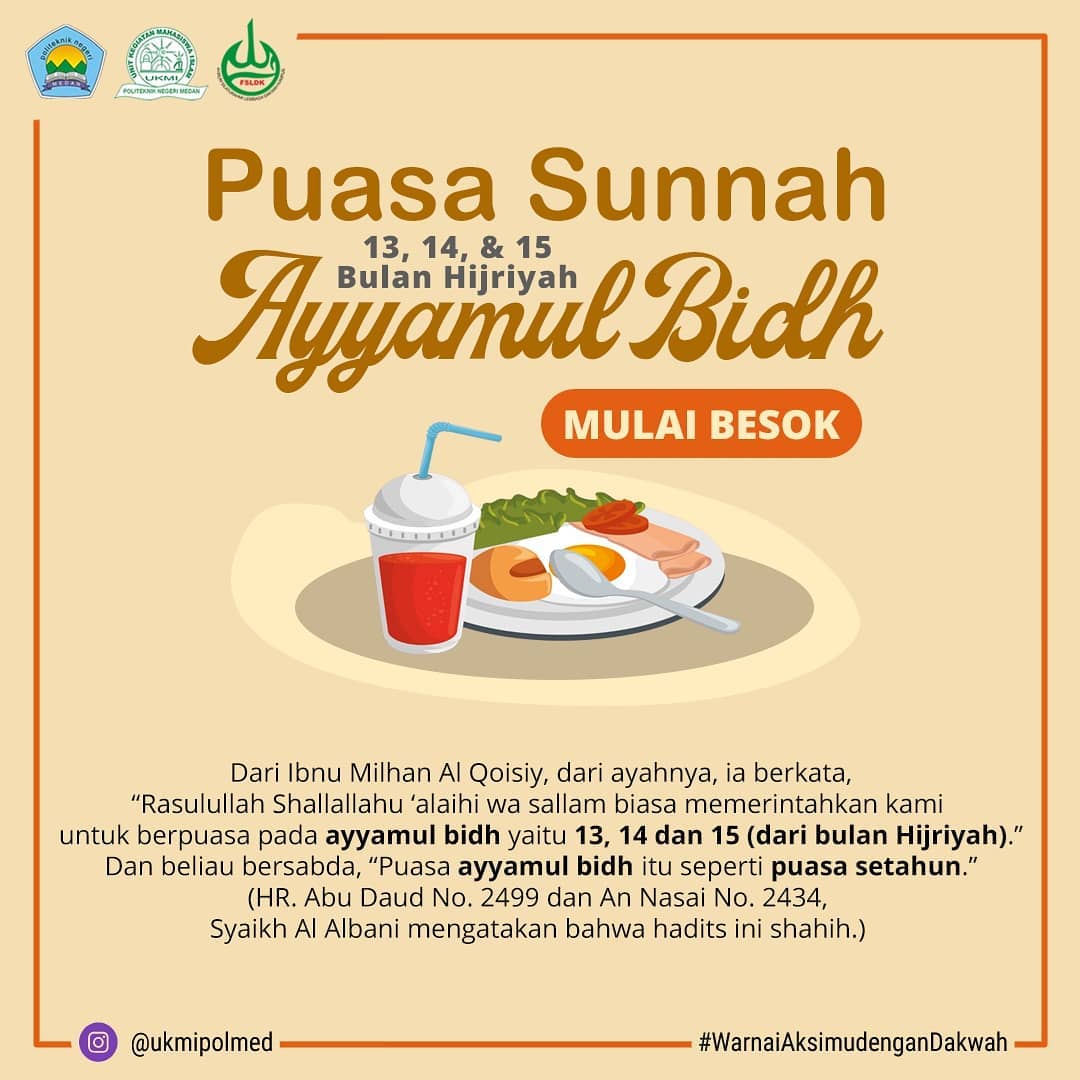 politeknik negeri
MEDAN
UNIT KEGIATAN MAHASISWA ISLAM
UKMI
POLITEKNIK NEGERI MEDAN
FSLDK
Puasa Sunnah
13, 14, & 15
Bulan Hijriyah
Ayyamul Bidh
MULAI BESOK
Dari Ibnu Milhan Al Qoisiy, dari ayahnya, ia berkata,
“Rasulullah Shallallahu ‘alaihi wa sallam biasa memerintahkan kami
untuk berpuasa pada ayyamul bidh yaitu 13, 14 dan 15 (dari bulan Hijriyah).”
Dan beliau bersabda, “Puasa ayyamul bidh itu seperti puasa setahun.”
(HR. Abu Daud No. 2499 dan An Nasai No. 2434,
Syaikh Al Albani mengatakan bahwa hadits ini shahih.)
@ukmipolmed
#WarnaiAksimudenganDakwah